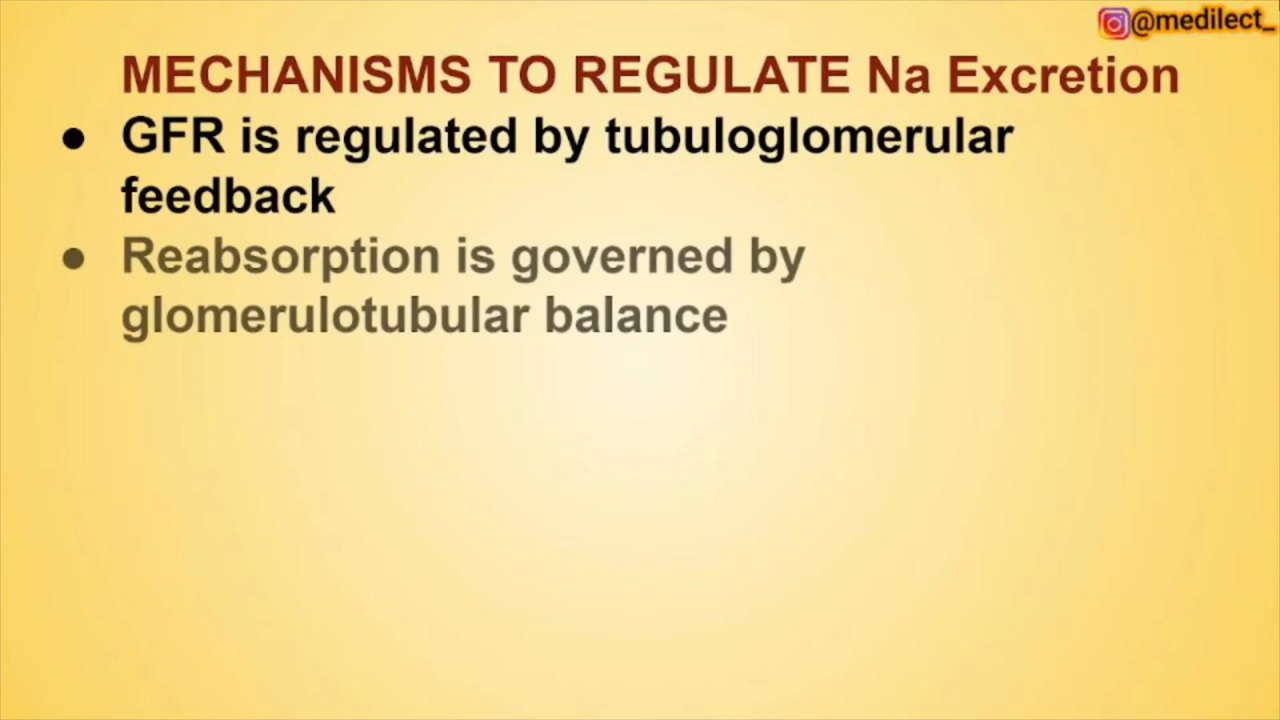 @medilect_
MECHANISMS TO REGULATE Na Excretion
● GFR is regulated by tubuloglomerular
feedback
● Reabsorption is governed by
glomerulotubular balance